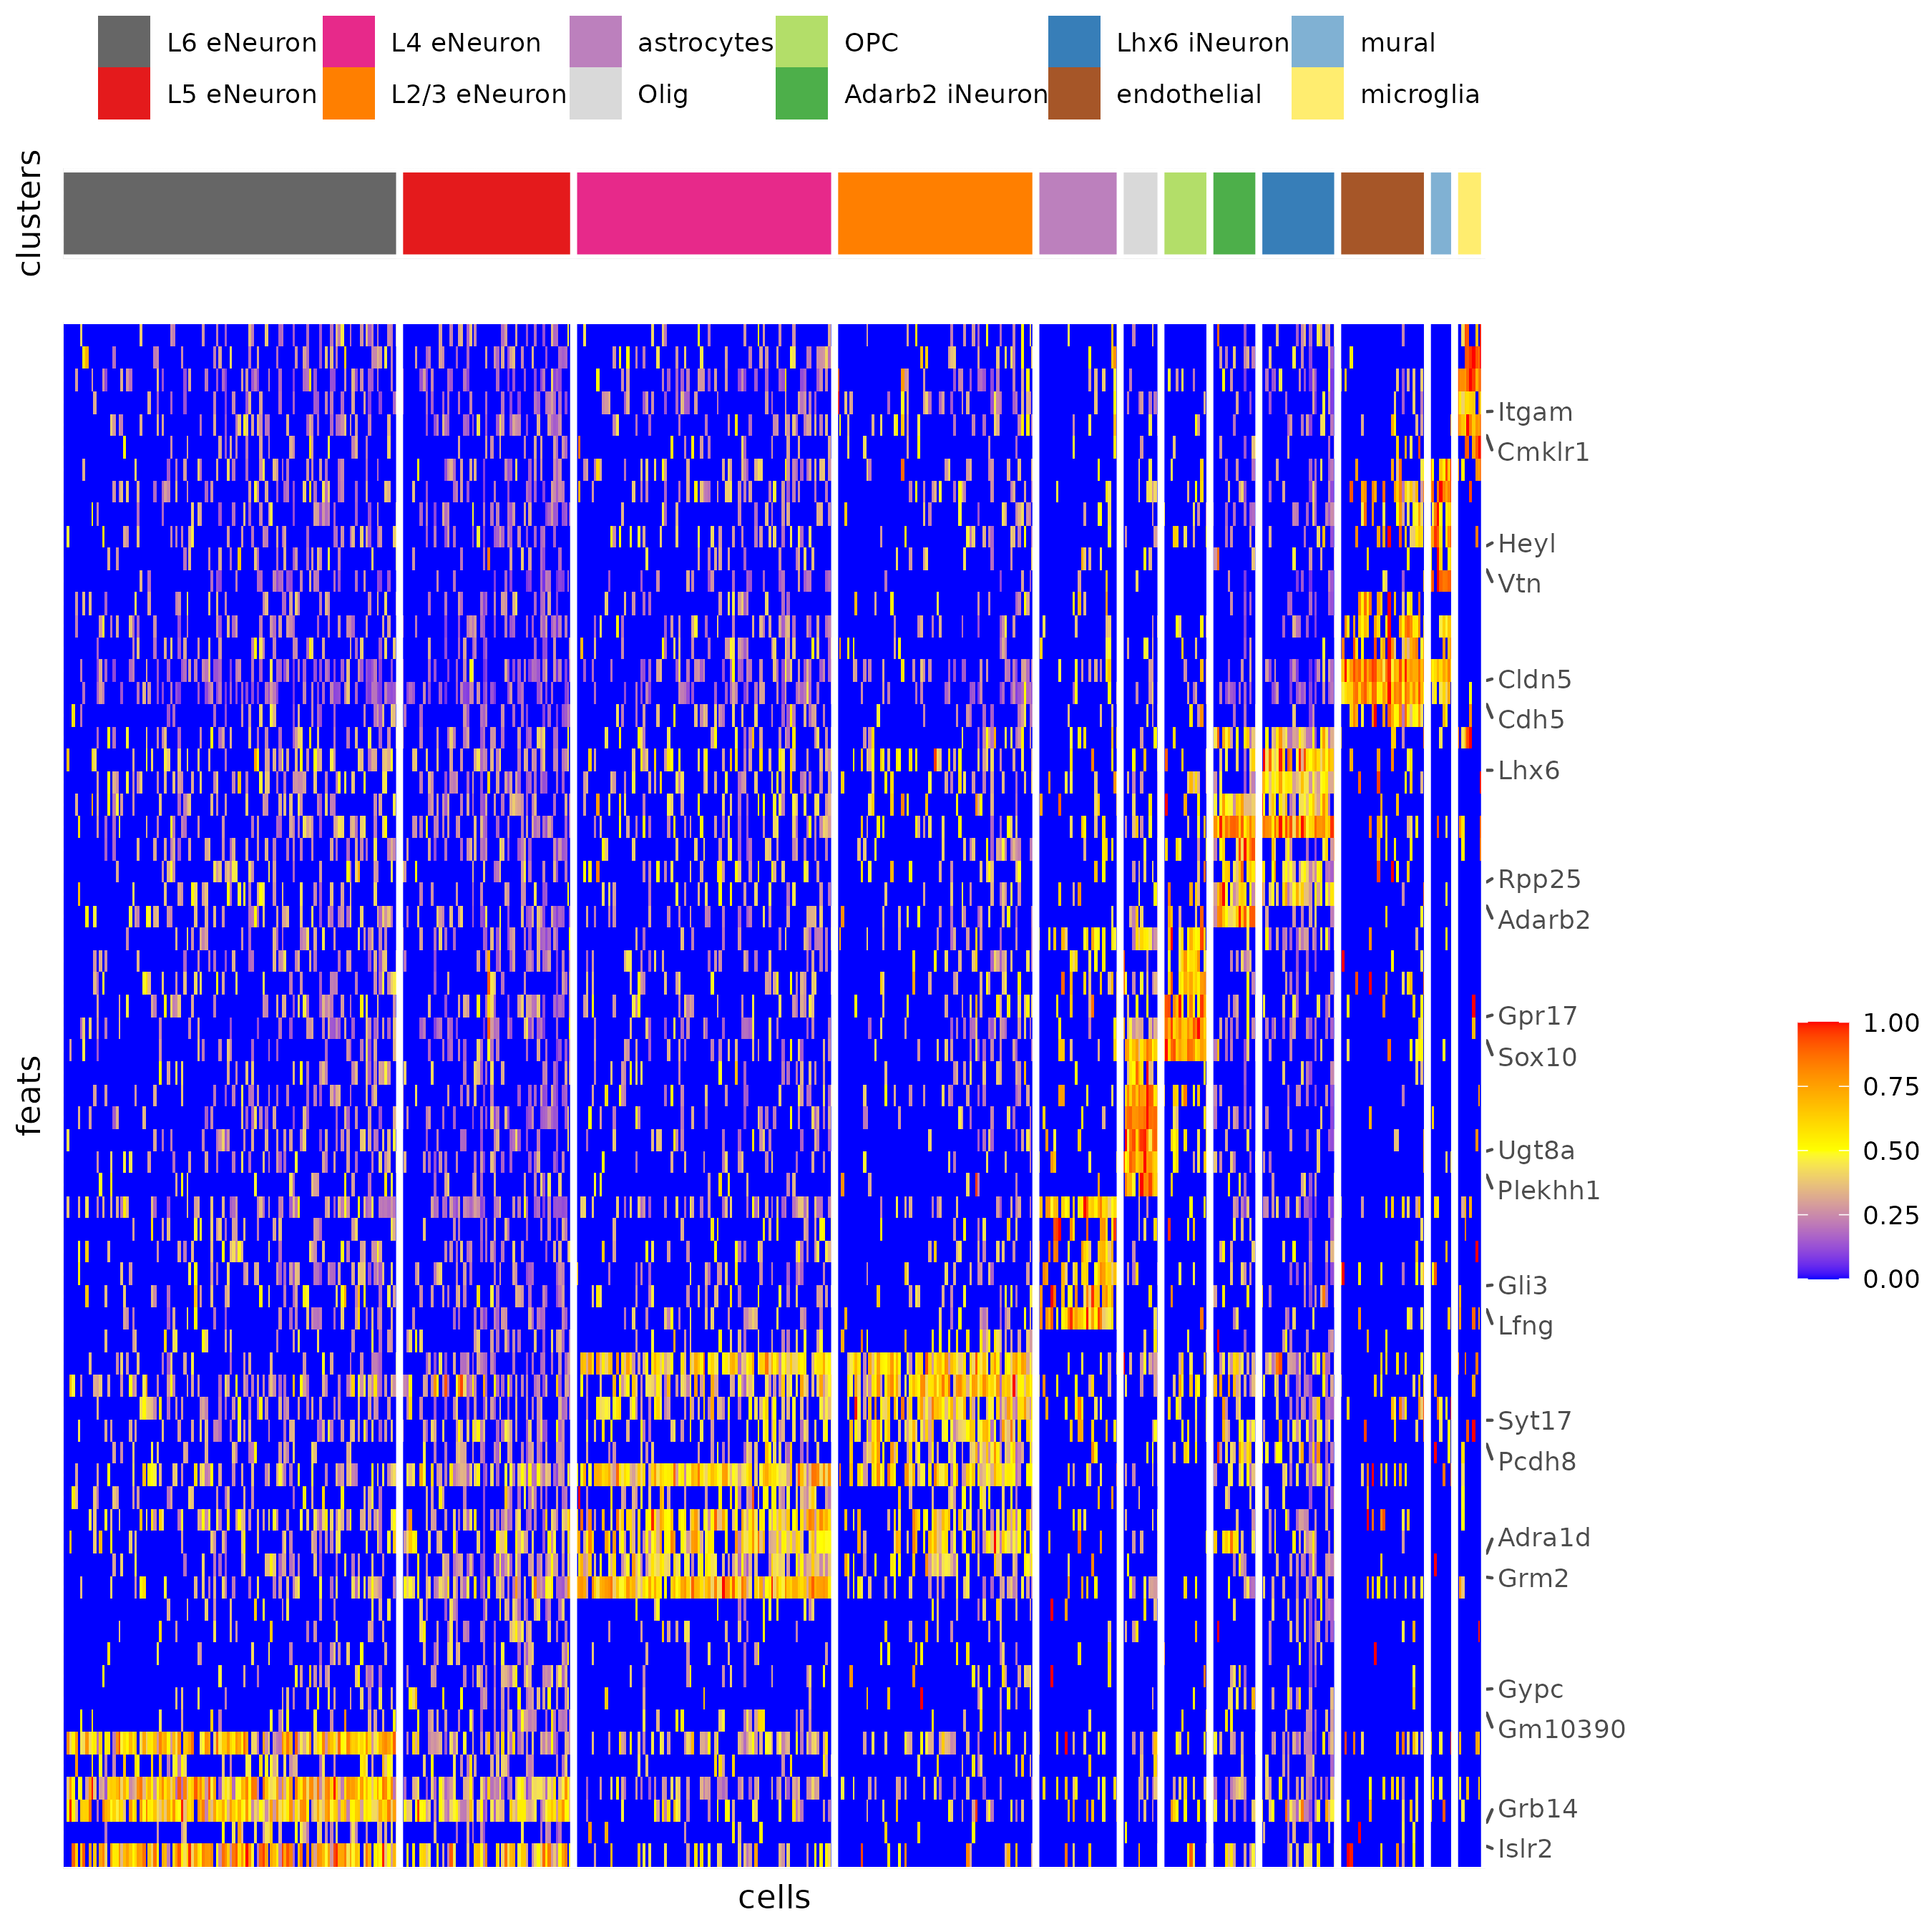 L6 eNeuron L4 eNeuron astrocytes OPC Lhx6 iNeuron mural
L5 eNeuron L2/3 eNeuron Olig Adarb2 iNeuron endothelial microglia
clusters
Itgam
Cmklr1
Heyl
Vtn
Cldn5
Cdh5
Lhx6
Rpp25
Adarb2
Gpr17
Sox10
Ugt8a
Plekhh1
Gli3
Lfng
Syt17
Pcdh8
Adra1d
Grm2
Gypc
Gm10390
Grb14
Islr2
feats
1.00
0.75
0.50
0.25
0.00
cells